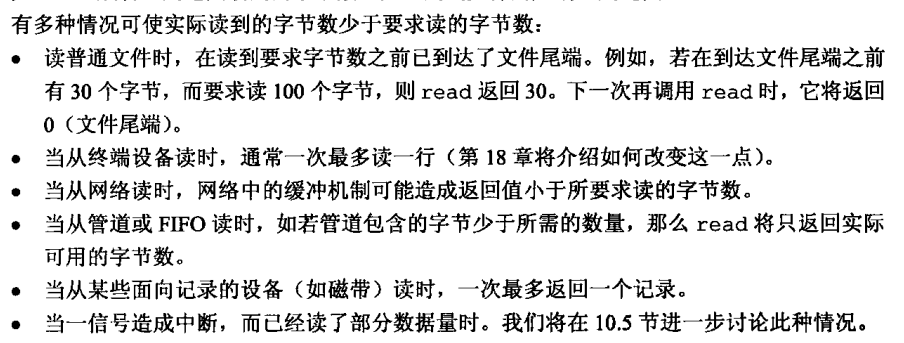 有多种情况可使实际读到的字节数少于要求读的字节数：
• 读普通文件时，在读到要求字节数之前已到达了文件尾端。例如，若在到达文件尾端之前
有 30 个字节，而要求读 100 个字节，则 read 返回 30。下一次再调用 read 时，它将返回
0（文件尾端）。
• 当从终端设备读时，通常一次最多读一行（第 18 章将介绍如何改变这一点）。
• 当从网络读时，网络中的缓冲机制可能造成返回值小于所要求读的字节数。
• 当从管道或 FIFO 读时，如若管道包含的字节少于所需的数量，那么 read 将只返回实际
可用的字节数。
• 当从某些面向记录的设备（如磁带）读时，一次最多返回一个记录。
• 当一信号造成中断，而已经读了部分数据量时。我们将在 10.5 节进一步讨论此种情况。